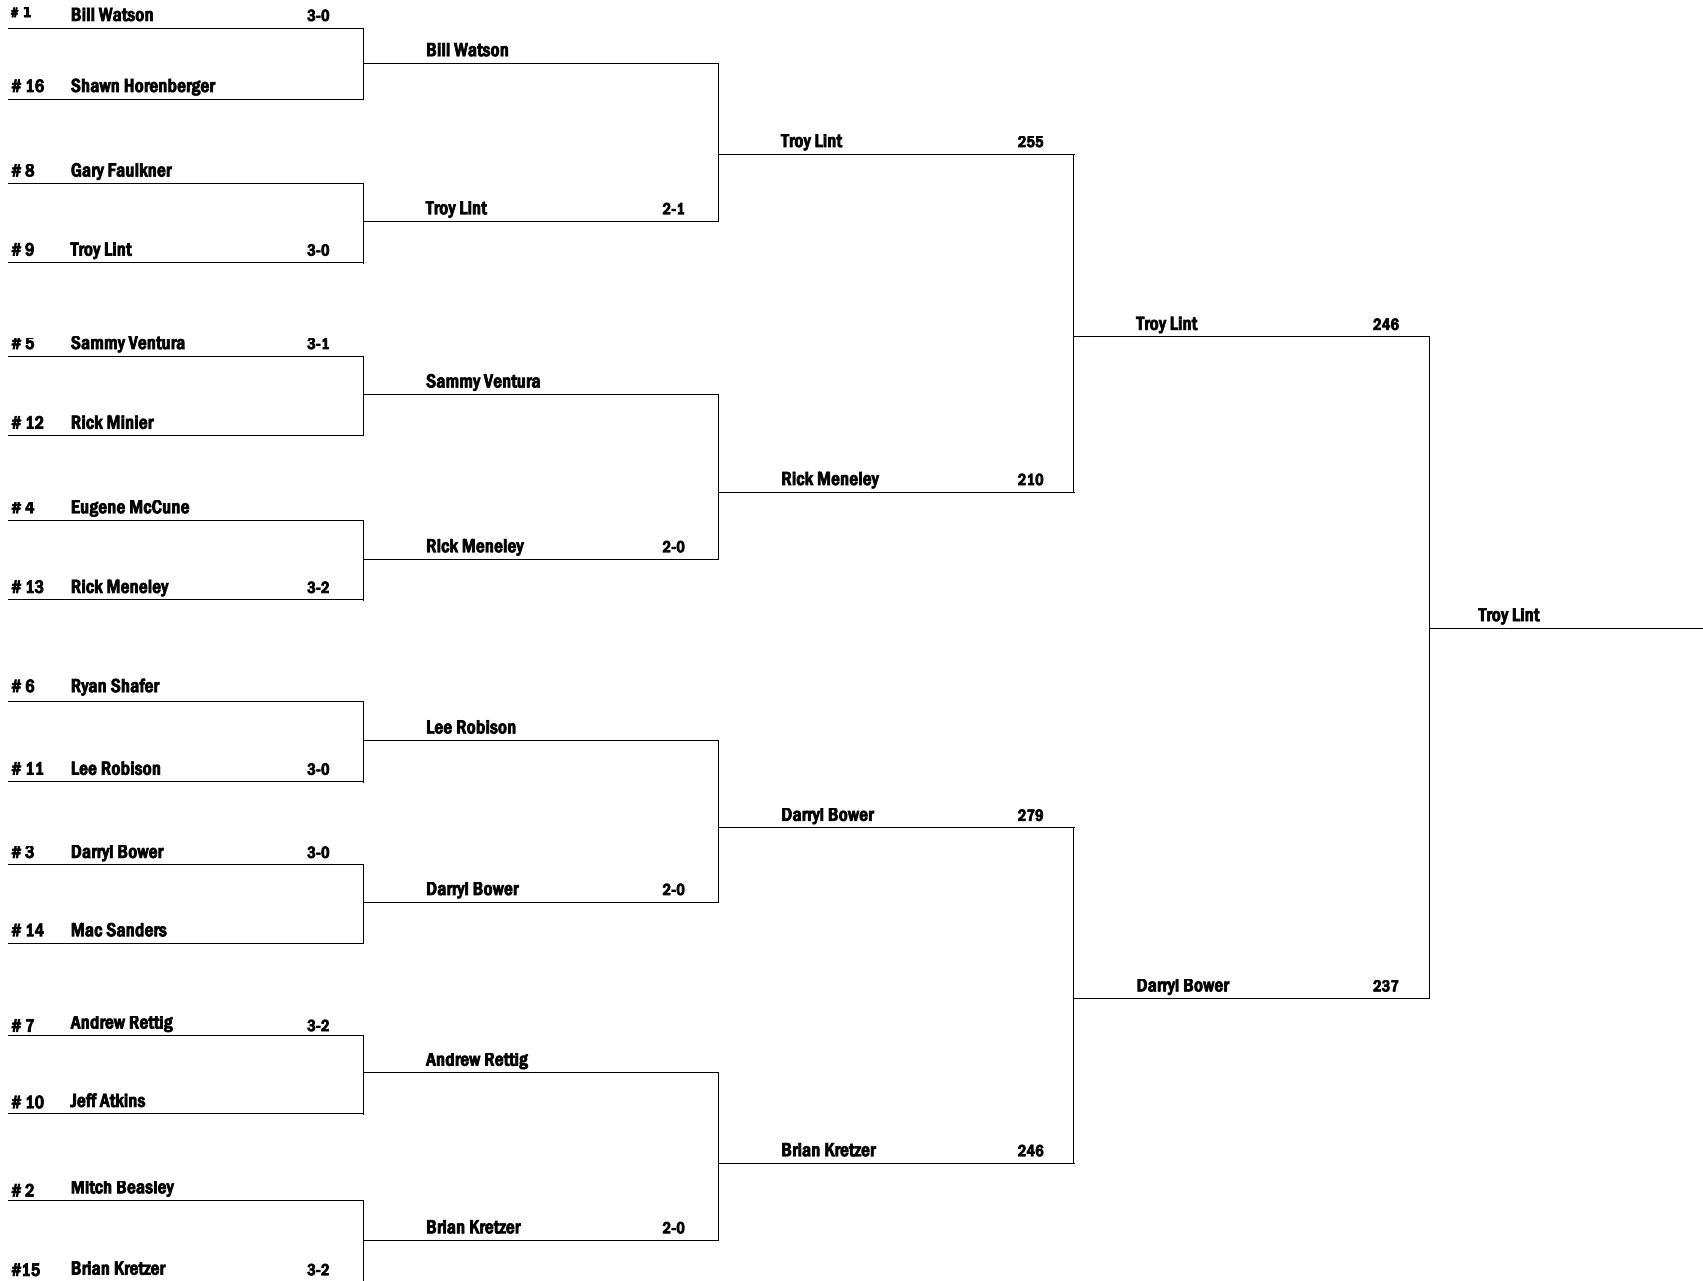 # 1 Bill Watson 3-0
Bill Watson
# 16 Shawn Horenberger
Troy Lint 255
# 8 Gary Faulkner
Troy Lint 2-1
# 9 Troy Lint 3-0
Troy Lint 246
# 5 Sammy Ventura 3-1
Sammy Ventura
# 12 Rick Minier
Rick Meneley 210
# 4 Eugene McCune
Rick Meneley 2-0
# 13 Rick Meneley 3-2
Troy Lint
# 6 Ryan Shafer
Lee Robison
# 11 Lee Robison 3-0
Darryl Bower 279
# 3 Darryl Bower 3-0
Darryl Bower 2-0
# 14 Mac Sanders
Darryl Bower 237
# 7 Andrew Rettig 3-2
Andrew Rettig
# 10 Jeff Atkins
Brian Kretzer 246
# 2 Mitch Beasley
Brian Kretzer 2-0
#15 Brian Kretzer 3-2